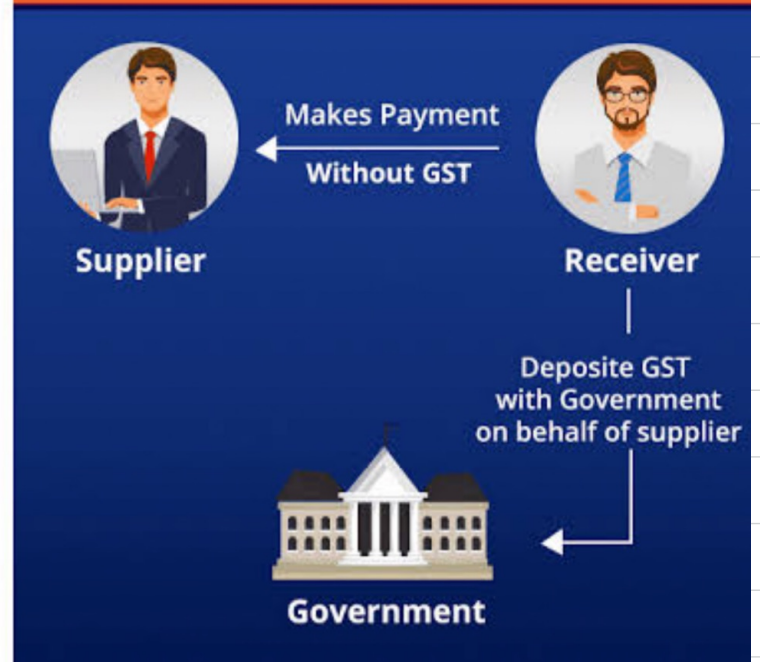 Makes Payment
Without GST
Supplier
Receiver
Deposite GST
with Government
on behalf of supplier
Government